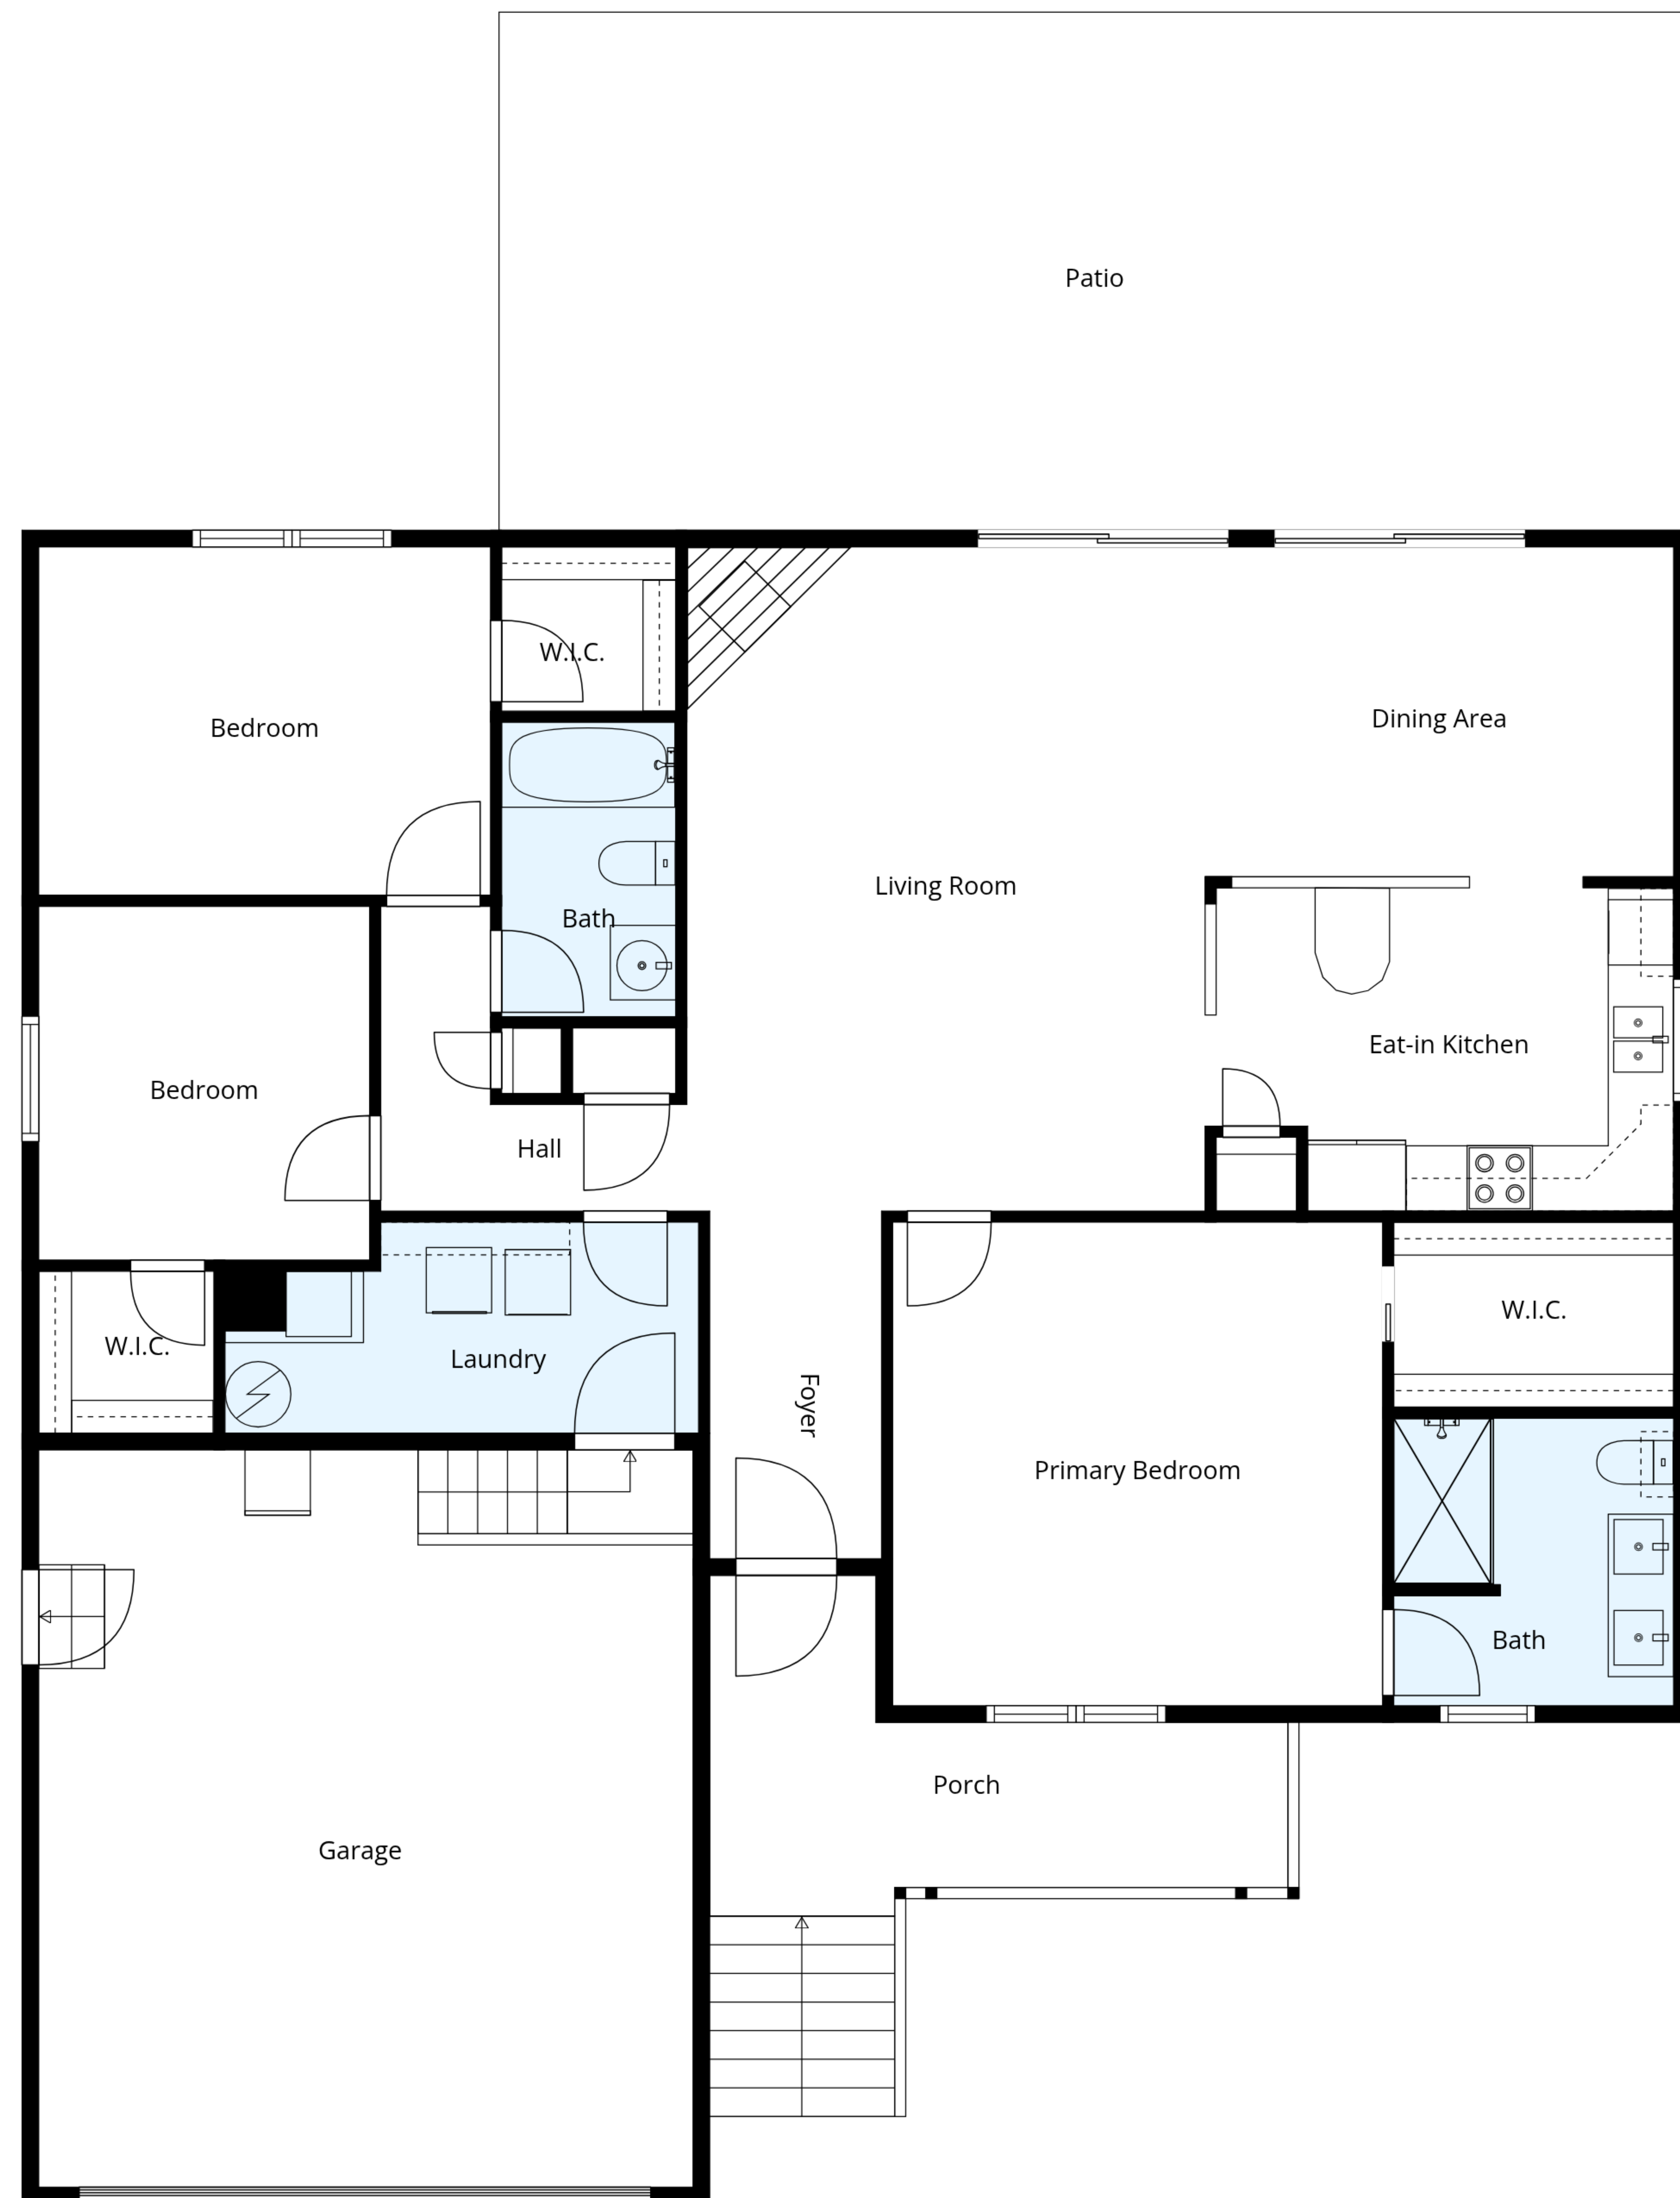 Patio
W.I.C.
Bedroom
Dining Area
Living Room
Bath
Eat-in Kitchen
Bedroom
Hall
W.I.C.
W.I.C.
Laundry
Foyer
Primary Bedroom
Bath
Porch
Garage